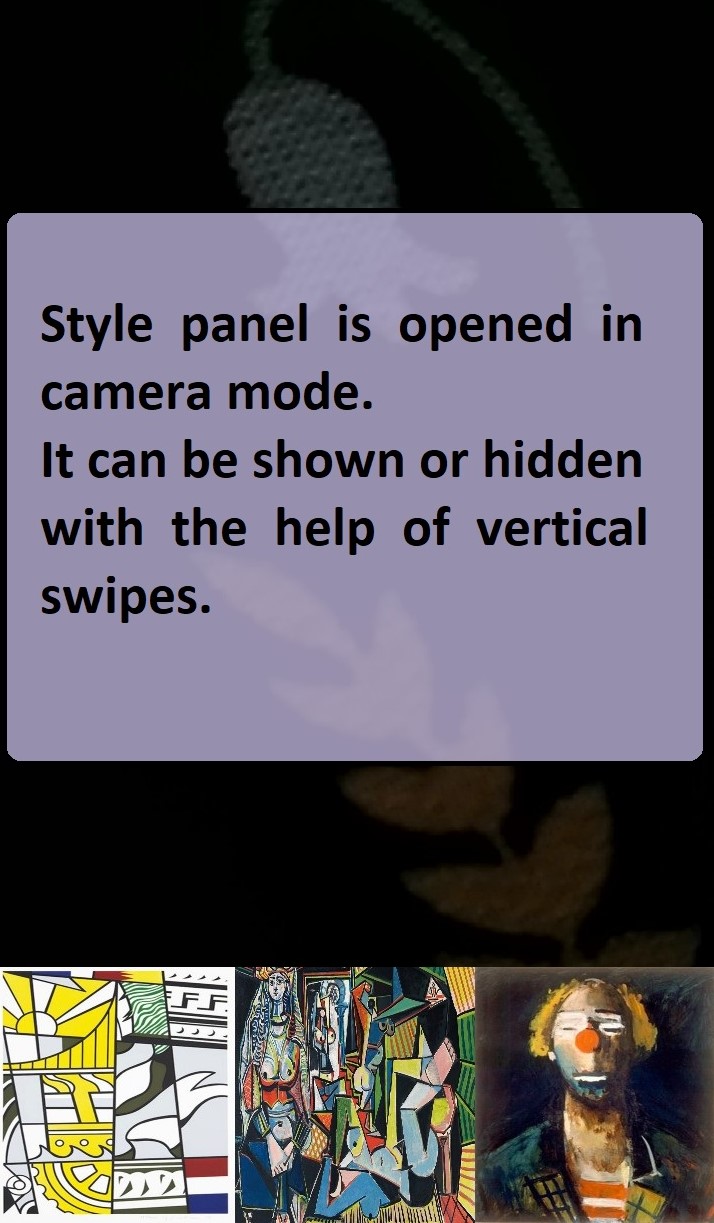 Style panel is opened in
camera mode.
It can be shown or hidden
with the help of vertical
swipes.